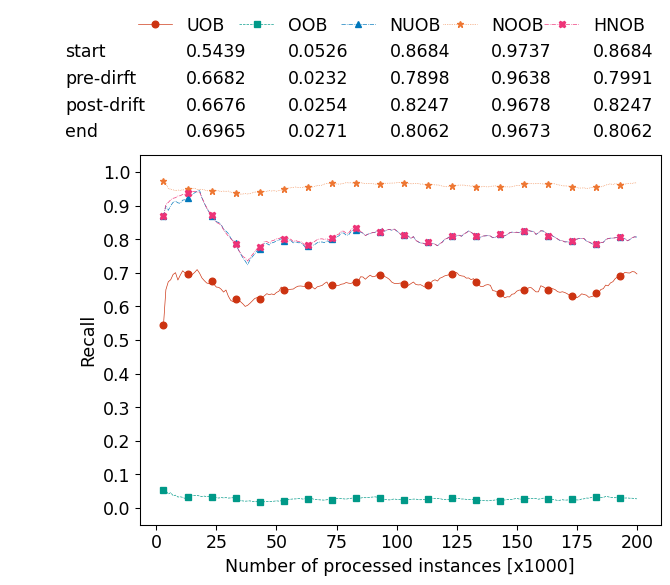 UOB OOB NUOB NOOB HNOB
start 0.5439 0.0526 0.8684 0.9737 0.8684
pre-dirft 0.6682 0.0232 0.7898 0.9638 0.7991
post-drift 0.6676 0.0254 0.8247 0.9678 0.8247
end 0.6965 0.0271 0.8062 0.9673 0.8062
1.0
0.9
0.8
0.7
0.6
0.5
0.4
0.3
0.2
0.1
0.0
Recall
0 25 50 75 100 125 150 175 200
Number of processed instances [x1000]